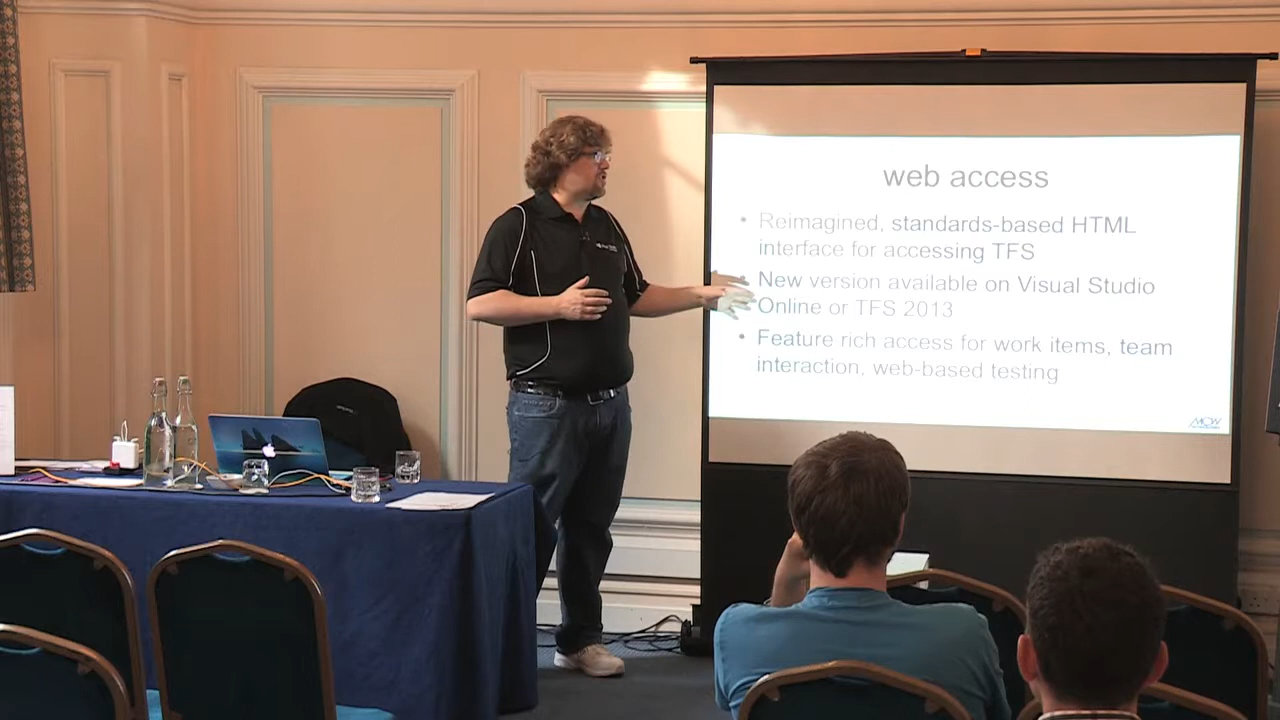 web access
• Reimagined, standards-based HTML
interface for accessing TFS
• New version available on Visual Studio
Online or TFS 2013
• Feature rich access for work items, team
interaction, web-based testing
MCW